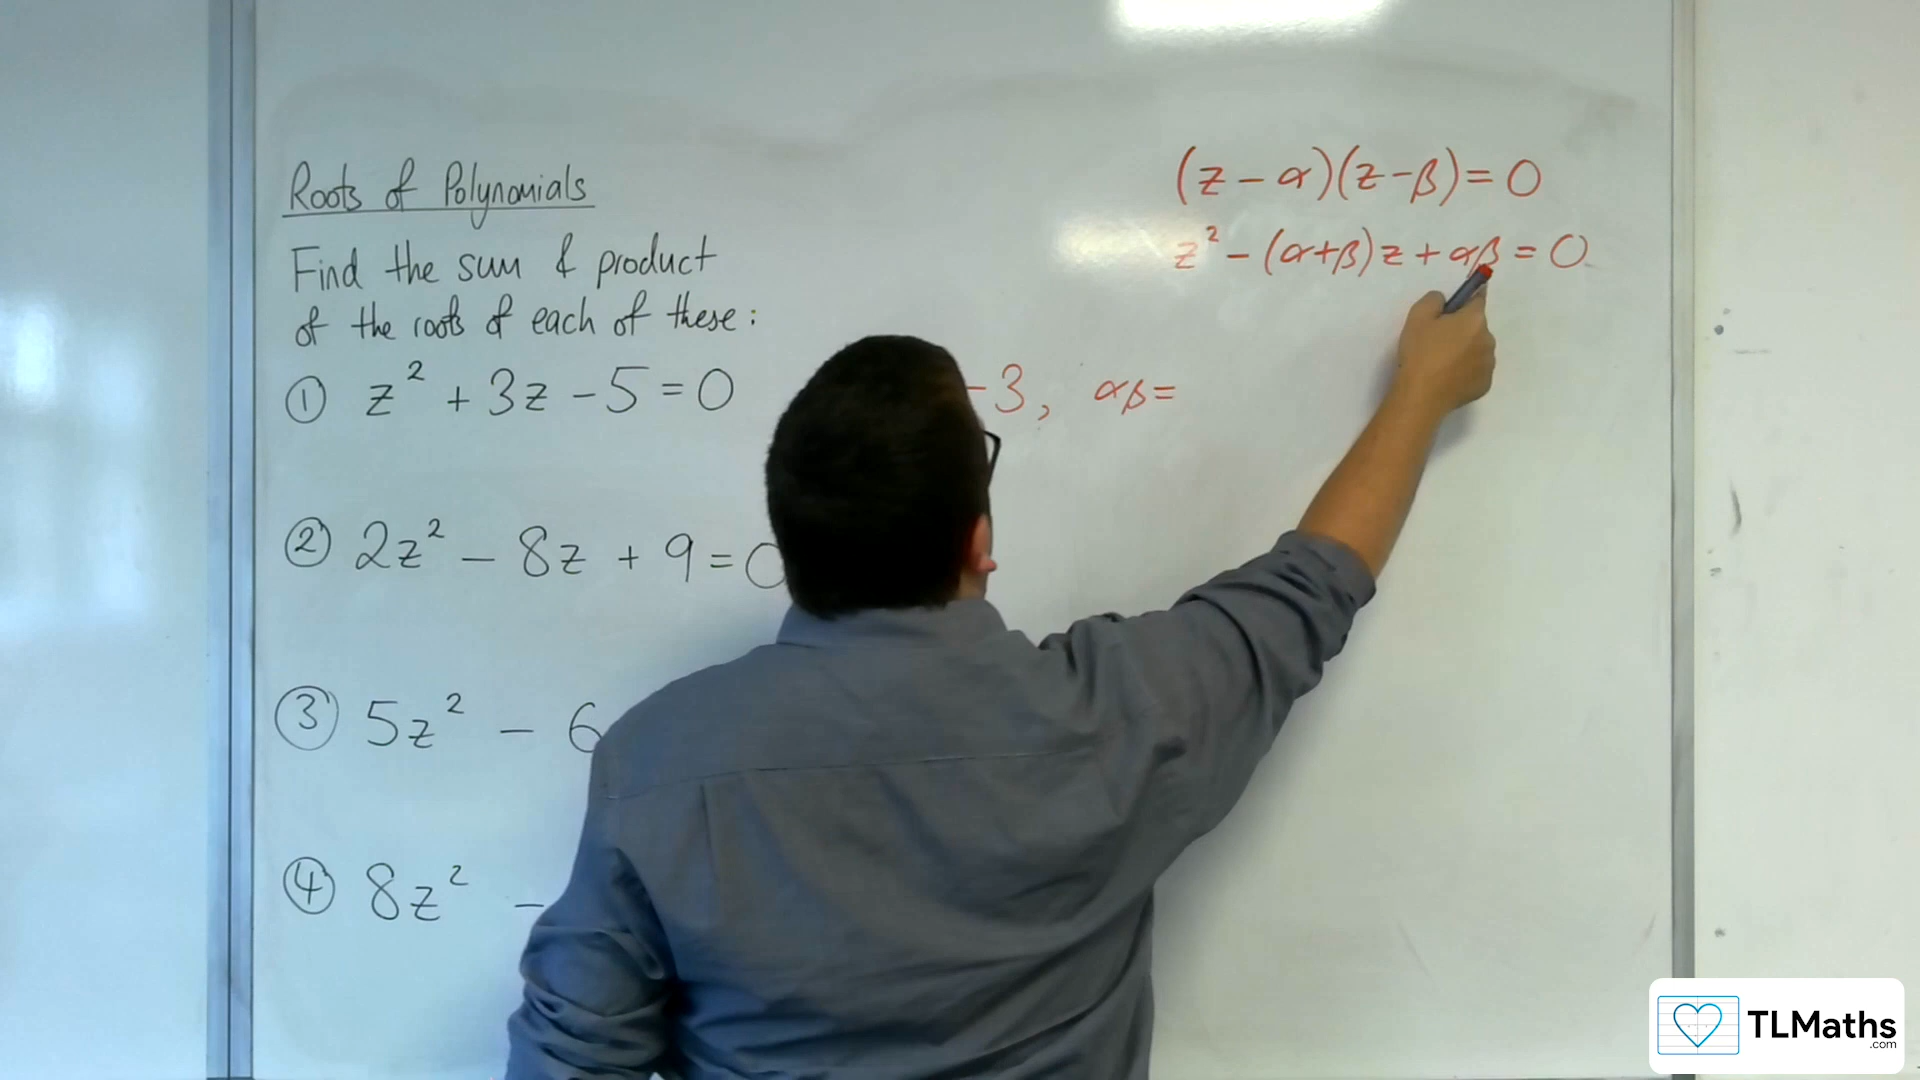 Roots of Polynomials
(z-α)(z-β)=0
z²-(α+β)z+αβ=0
Find the sum & product
of the roots of each of these:
① z²+3z-5=0 -3, αβ=
② 2z²-8z+9=0
③ 5z²-6
④ 8z²-
TLMaths
.com